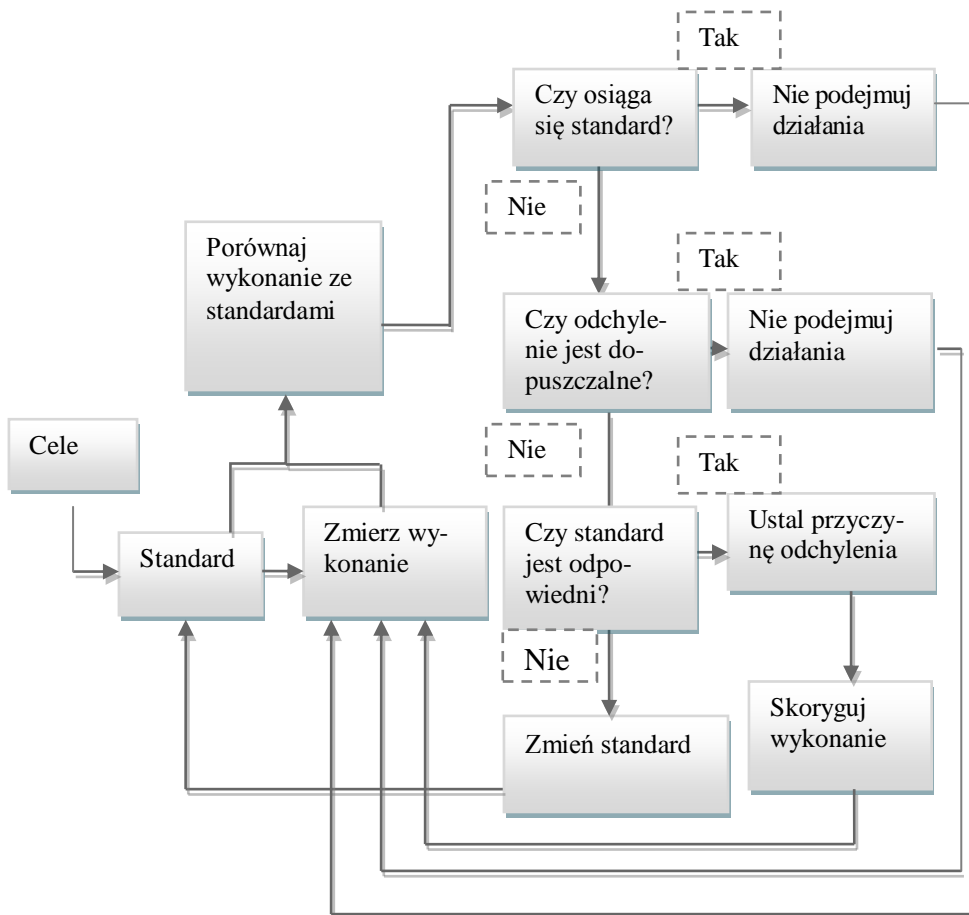 Tak
Czy osiąga
się standard?
Nie podejmuj
działania
Nie
Porównaj
wykonanie ze
standardami
Tak
Czy odchyle-
nie jest do-
puszczalne?
Nie podejmuj
działania
Cele
Nie
Tak
Standard
Zmierz wy-
konanie
Czy standard
jest odpo-
wiedni?
Ustal przyczy-
nę odchylenia
Nie
Zmień standard
Skoryguj
wykonanie